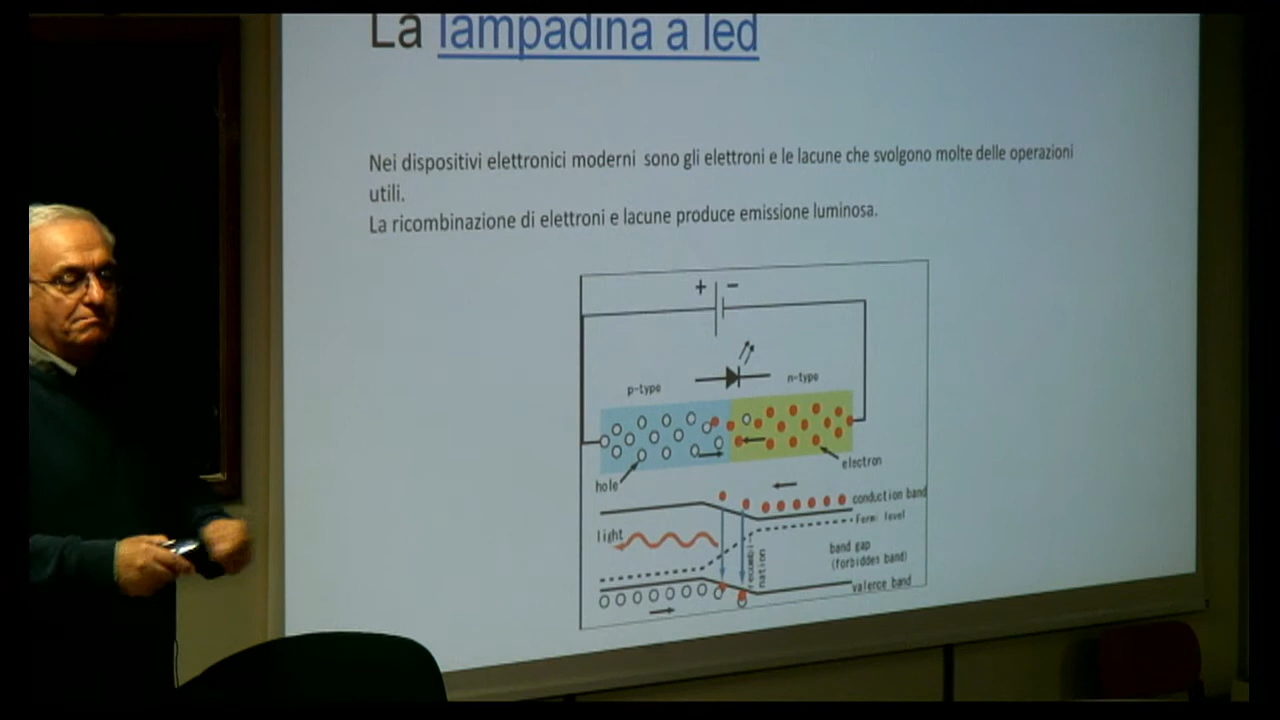 La lampadina a led
Nei dispositivi elettronici moderni sono gli elettroni e le lacune che svolgono molte delle operazioni
utili.
La ricombinazione di elettroni e lacune produce emissione luminosa.
+ −
p-type
n-type
electron
hole
conduction band
Fermi level
light
recombi-
nation
band gap
(forbidden band)
valence band